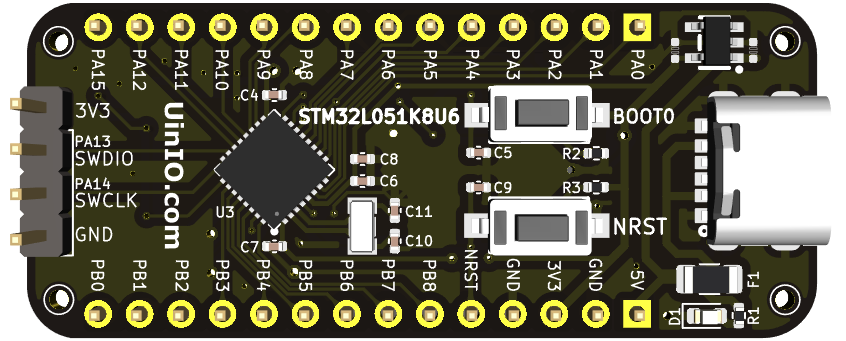 PA15 PA12 PA11 PA10 PA9 PA8 PA7 PA6 PA5 PA4 PA3 PA2 PA1 PA0
C4
3V3
STM32L051K8U6
BOOT0
PA13
SWDIO
C8
C5
R2
PA14
SWCLK
C6
C9
R3
UinIO.com
U3
C11
GND
C7
C10
NRST
PB0 PB1 PB2 PB3 PB4 PB5 PB6 PB7 PB8 NRST GND 3V3 GND 5V
F1
D1
R1